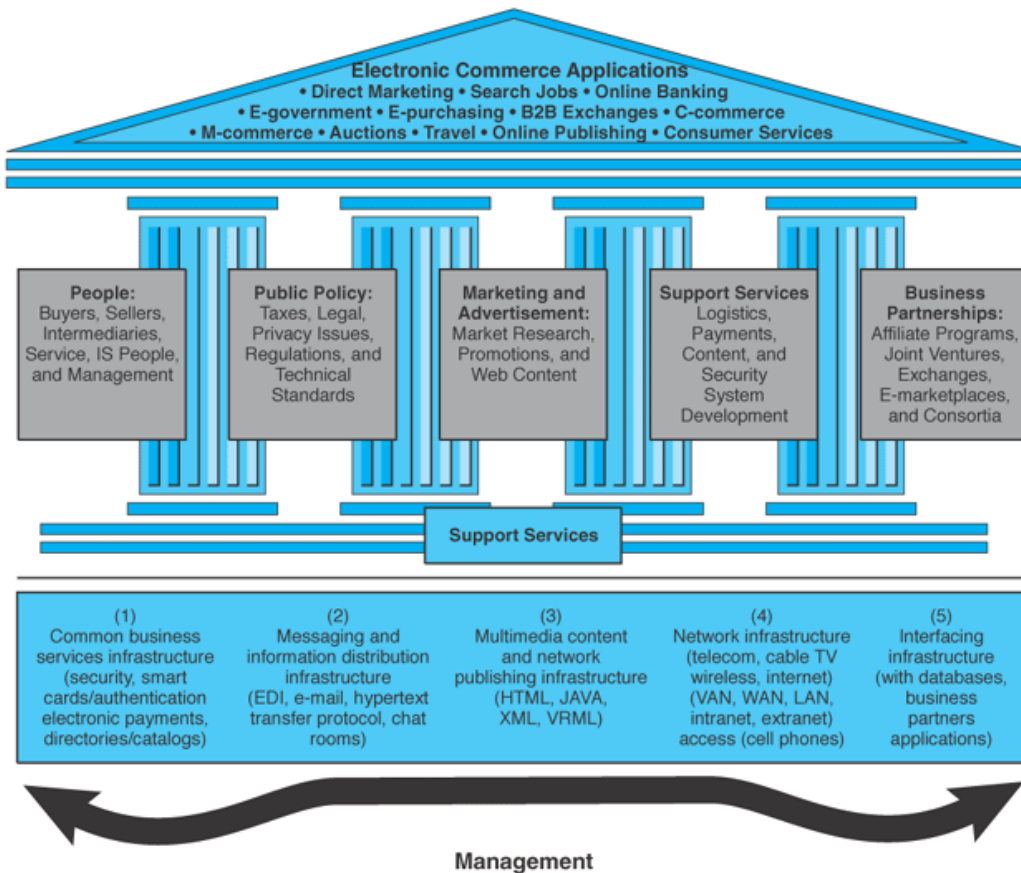 Electronic Commerce Applications
• Direct Marketing • Search Jobs • Online Banking
• E-government • E-purchasing • B2B Exchanges • C-commerce
• M-commerce • Auctions • Travel • Online Publishing • Consumer Services
People:
Buyers, Sellers,
Intermediaries,
Service, IS People,
and Management
Public Policy:
Taxes, Legal,
Privacy Issues,
Regulations, and
Technical
Standards
Marketing and
Advertisement:
Market Research,
Promotions, and
Web Content
Support Services
Logistics,
Payments,
Content, and
Security
System
Development
Business
Partnerships:
Affiliate Programs,
Joint Ventures,
Exchanges,
E-marketplaces,
and Consortia
Support Services
(1)
Common business
services infrastructure
(security, smart
cards/authentication
electronic payments,
directories/catalogs)
(2)
Messaging and
information distribution
infrastructure
(EDI, e-mail, hypertext
transfer protocol, chat
rooms)
(3)
Multimedia content
and network
publishing infrastructure
(HTML, JAVA,
XML, VRML)
(4)
Network infrastructure
(telecom, cable TV
wireless, internet)
(VAN, WAN, LAN,
intranet, extranet)
access (cell phones)
(5)
Interfacing
infrastructure
(with databases,
business
partners
applications)
Management